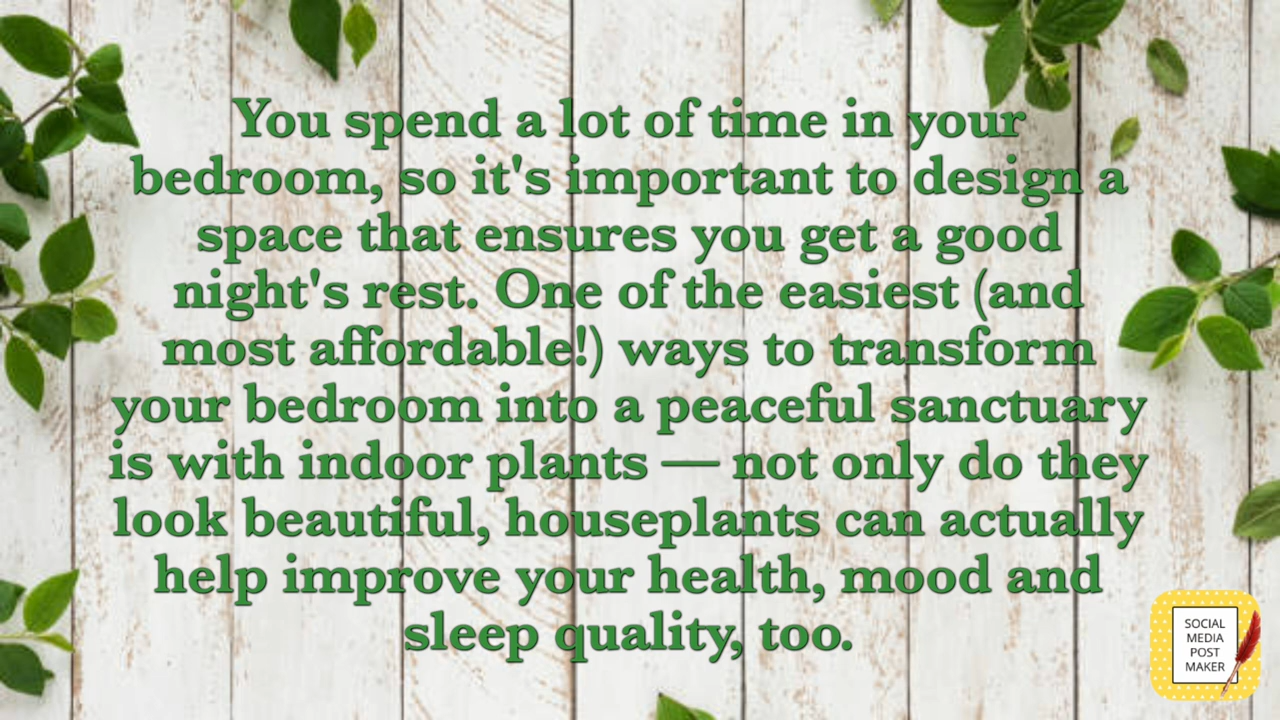 You spend a lot of time in your
bedroom, so it's important to design a
space that ensures you get a good
night's rest. One of the easiest (and
most affordable!) ways to transform
your bedroom into a peaceful sanctuary
is with indoor plants — not only do they
look beautiful, houseplants can actually
help improve your health, mood and
sleep quality, too.
SOCIAL
MEDIA
POST
MAKER